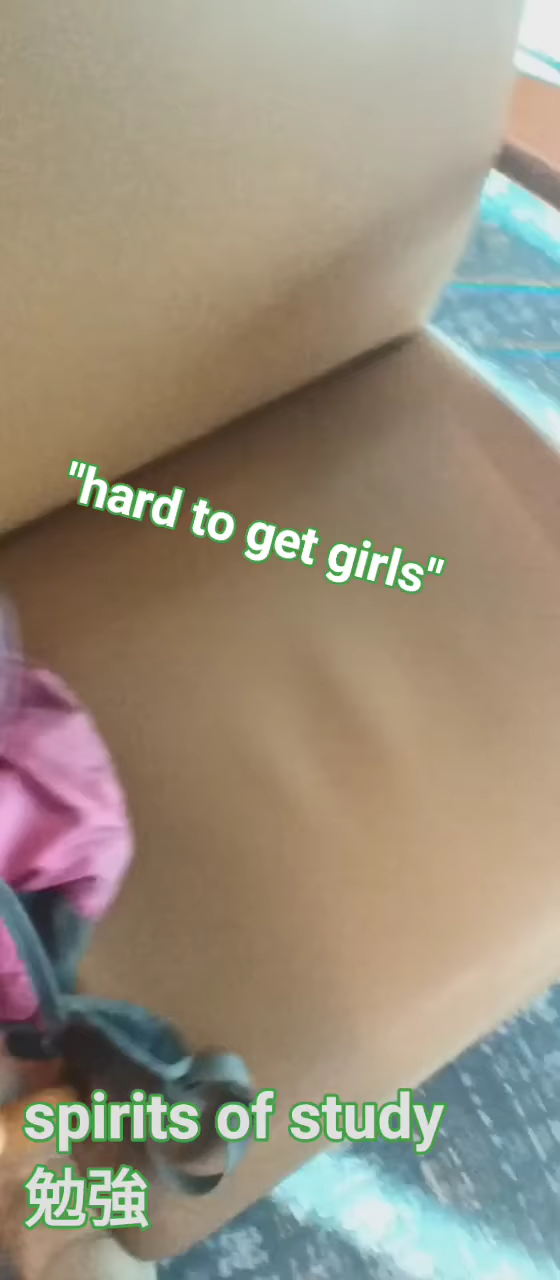 "hard to get girls"
spirits of study
勉強